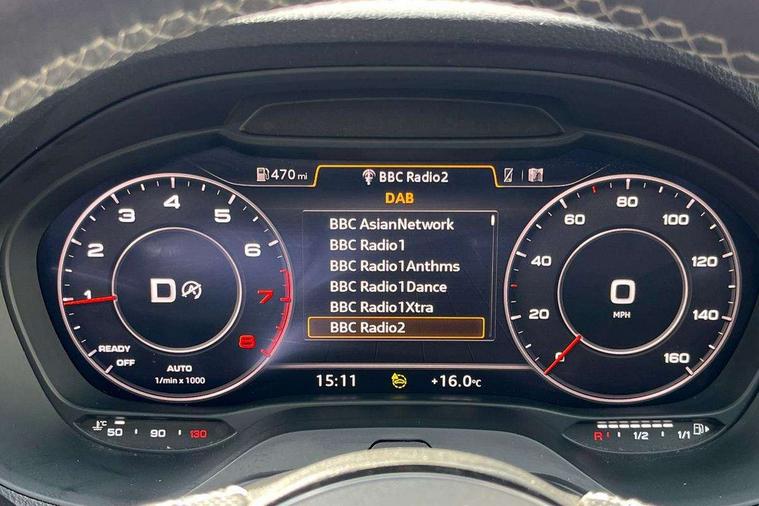 470 mi
BBC Radio2
DAB
BBC AsianNetwork
BBC Radio1
BBC Radio1Anthms
BBC Radio1Dance
BBC Radio1Xtra
BBC Radio2
1
2
3
4
5
6
7
8
D
READY
OFF
AUTO
1/min x 1000
0
20
40
60
80
100
120
140
160
0
MPH
15:11
+16.0°C
°C
50
90
130
R
1/2
1/1